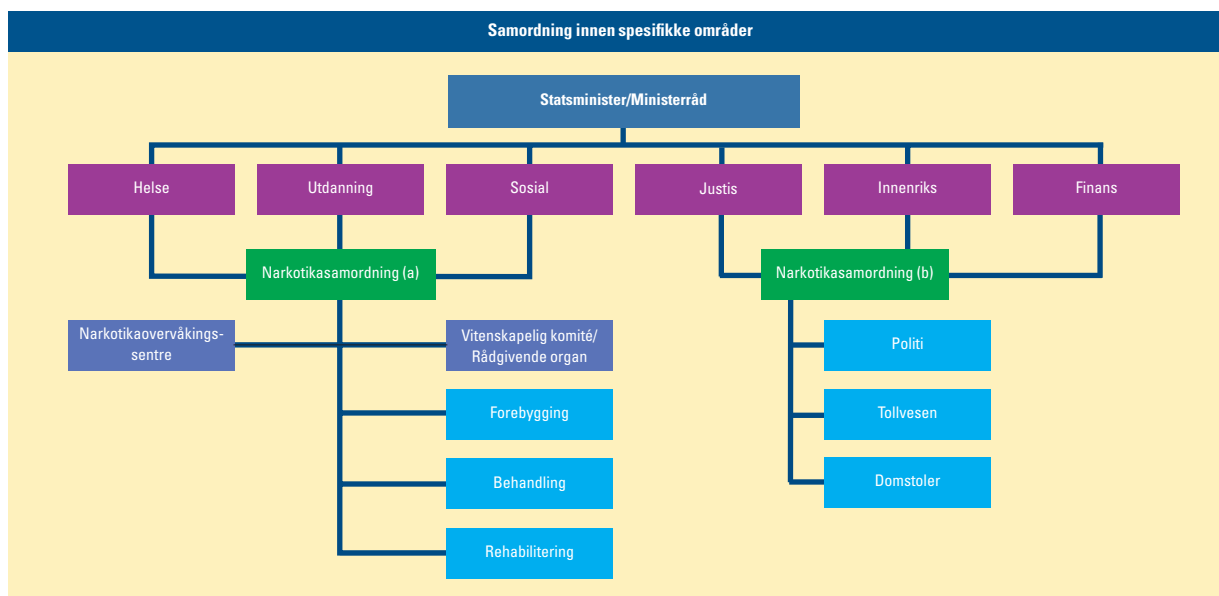 Samordning innen spesifikke områder
Statsminister/Ministerråd
Helse
Utdanning
Sosial
Justis
Innenriks
Finans
Narkotikasamordning (a)
Narkotikasamordning (b)
Narkotikaovervåkings-
sentre
Vitenskapelig komité/
Rådgivende organ
Politi
Forebygging
Tollvesen
Behandling
Domstoler
Rehabilitering